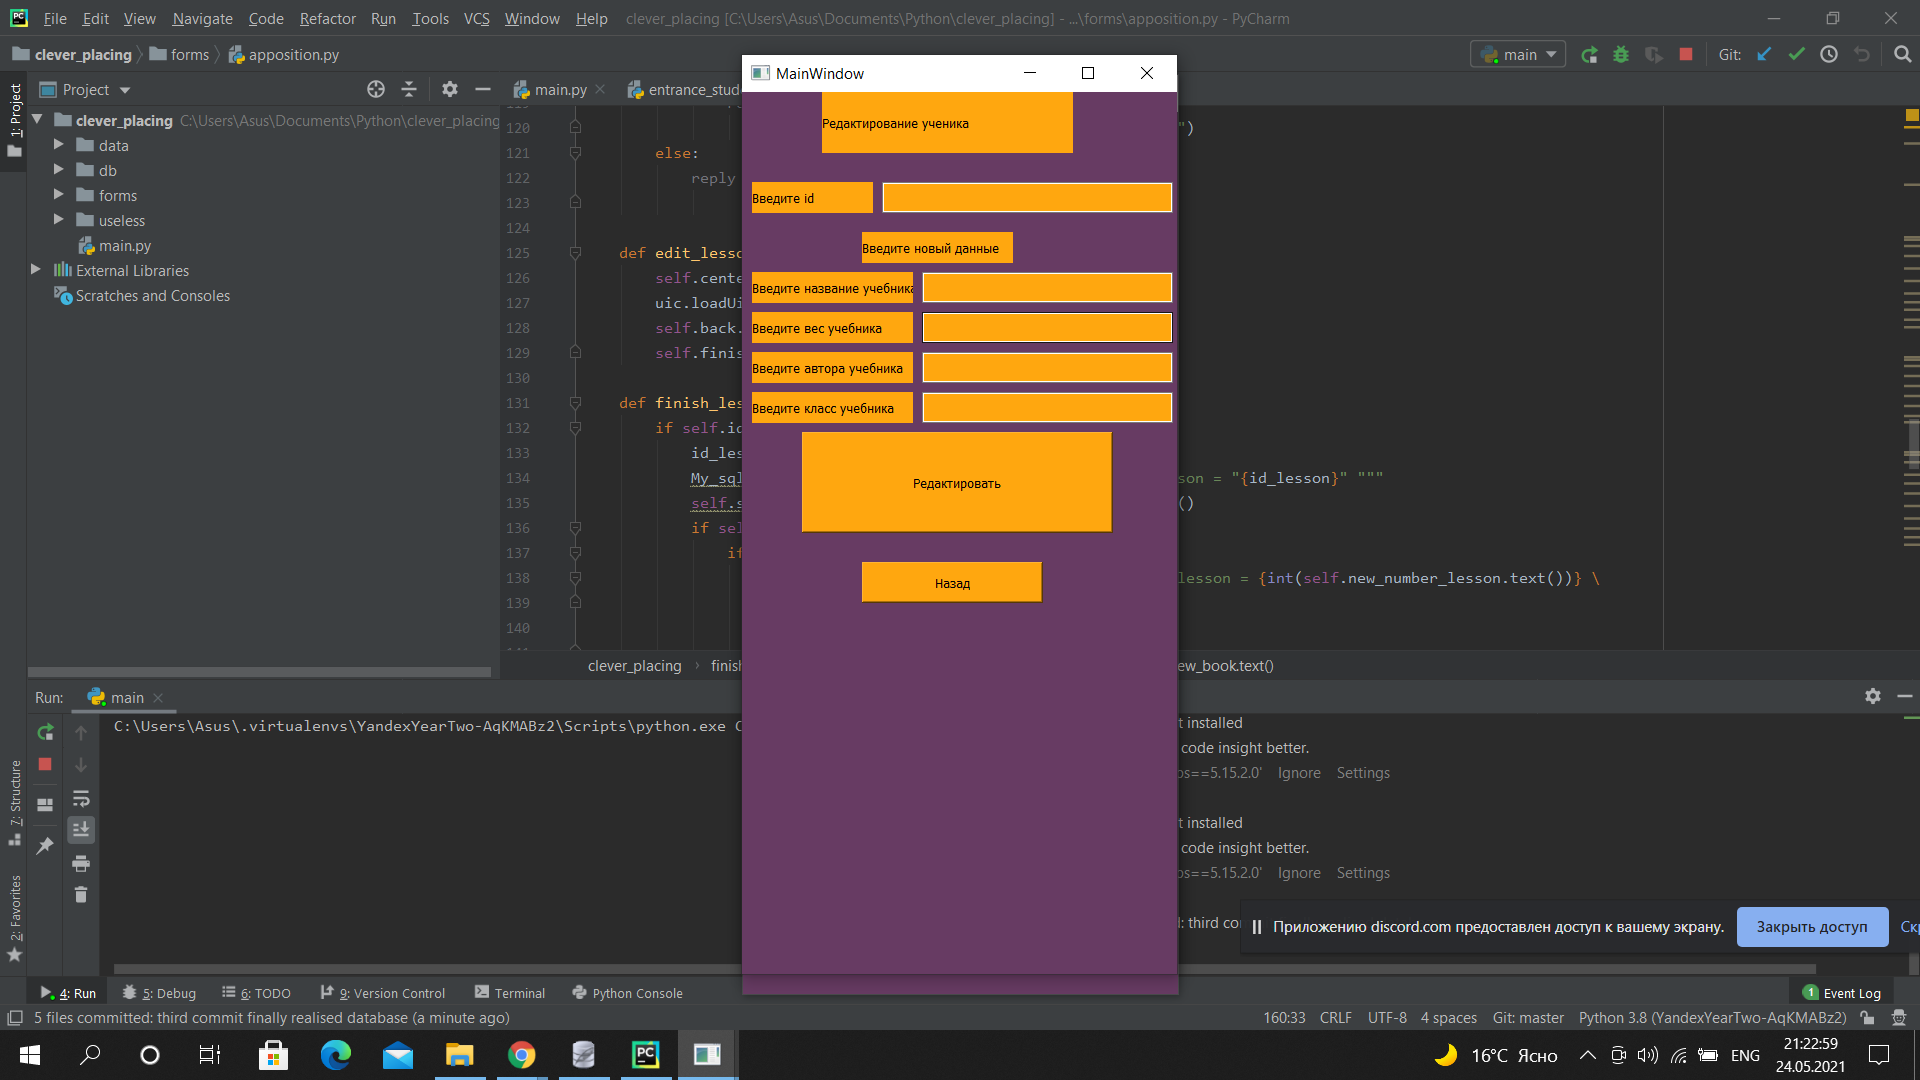 File Edit View Navigate Code Refactor Run Tools VCS Window Help clever_placing [C:\Users\Asus\Documents\Python\clever_placing] - ...\forms\apposition.py - PyCharm
clever_placing forms apposition.py
main Git:
Project
main.py entrance_stud
1: Project
clever_placing C:\Users\Asus\Documents\Python\clever_placing
data
db
forms
useless
main.py
External Libraries
Scratches and Consoles
120 ")
121 else:
122 reply
123
124
125 def edit_lesso
126 self.cente
127 uic.loadUi
128 self.back.
129 self.finis
130
131 def finish_les
132 if self.id
133 id_les
134 My_sql son = "{id_lesson}" """
135 self.s ()
136 if sel
137 if
138 lesson = {int(self.new_number_lesson.text())} \
139
140
clever_placing › finish ew_book.text()
MainWindow
Редактирование ученика
Введите id
Введите новый данные
Введите название учебника
Введите вес учебника
Введите автора учебника
Введите класс учебника
Редактировать
Назад
Run: main
C:\Users\Asus\.virtualenvs\YandexYearTwo-AqKMABz2\Scripts\python.exe C
t installed
code insight better.
os==5.15.2.0' Ignore Settings
t installed
code insight better.
os==5.15.2.0' Ignore Settings
: third co
Приложению discord.com предоставлен доступ к вашему экрану. Закрыть доступ Ск
7: Structure
2: Favorites
4: Run 5: Debug 6: TODO 9: Version Control Terminal Python Console 1 Event Log
5 files committed: third commit finally realised database (a minute ago) 160:33 CRLF UTF-8 4 spaces Git: master Python 3.8 (YandexYearTwo-AqKMABz2)
16°C Ясно ENG 21:22:59
24.05.2021